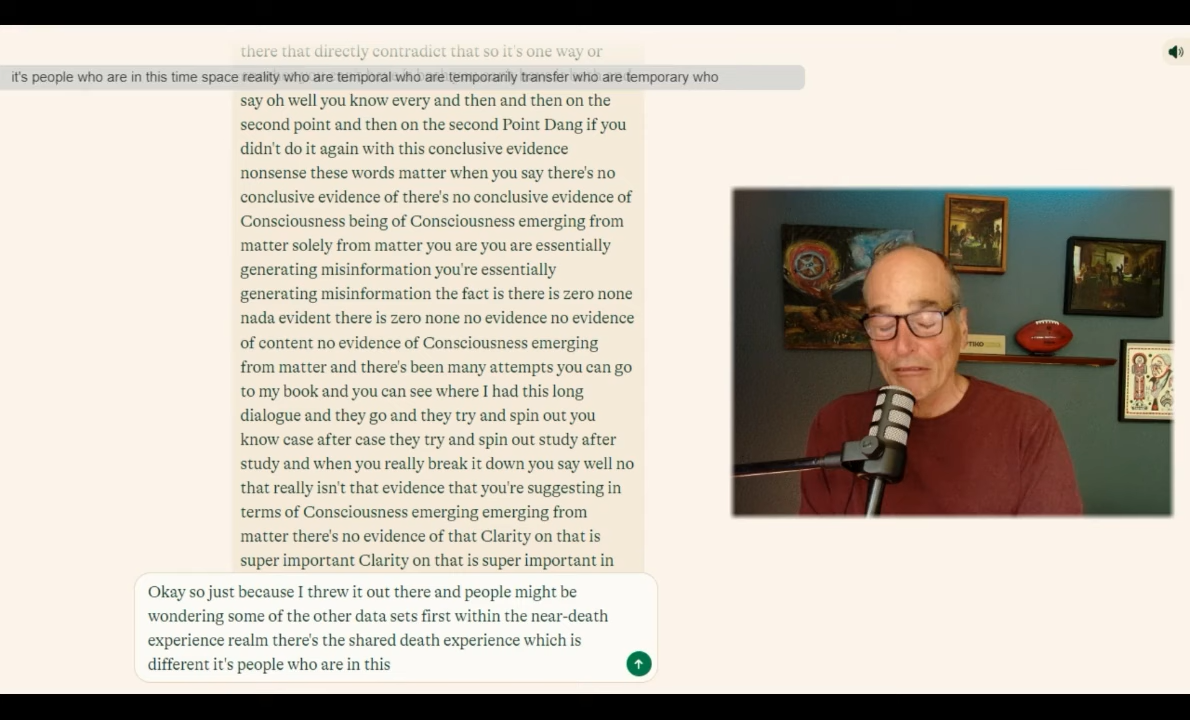 there that directly contradict that so it's one way or
it's people who are in this time space reality who are temporal who are temporarily transfer who are temporary who
say oh well you know every and then and then on the
second point and then on the second Point Dang if you
didn't do it again with this conclusive evidence
nonsense these words matter when you say there's no
conclusive evidence of there's no conclusive evidence of
Consciousness being of Consciousness emerging from
matter solely from matter you are you are essentially
generating misinformation you're essentially
generating misinformation the fact is there is zero none
nada evident there is zero none no evidence no evidence
of content no evidence of Consciousness emerging
from matter and there's been many attempts you can go
to my book and you can see where I had this long
dialogue and they go and they try and spin out you
know case after case they try and spin out study after
study and when you really break it down you say well no
that really isn't that evidence that you're suggesting in
terms of Consciousness emerging emerging from
matter there's no evidence of that Clarity on that is
super important Clarity on that is super important in
Okay so just because I threw it out there and people might be
wondering some of the other data sets first within the near-death
experience realm there's the shared death experience which is
different it's people who are in this